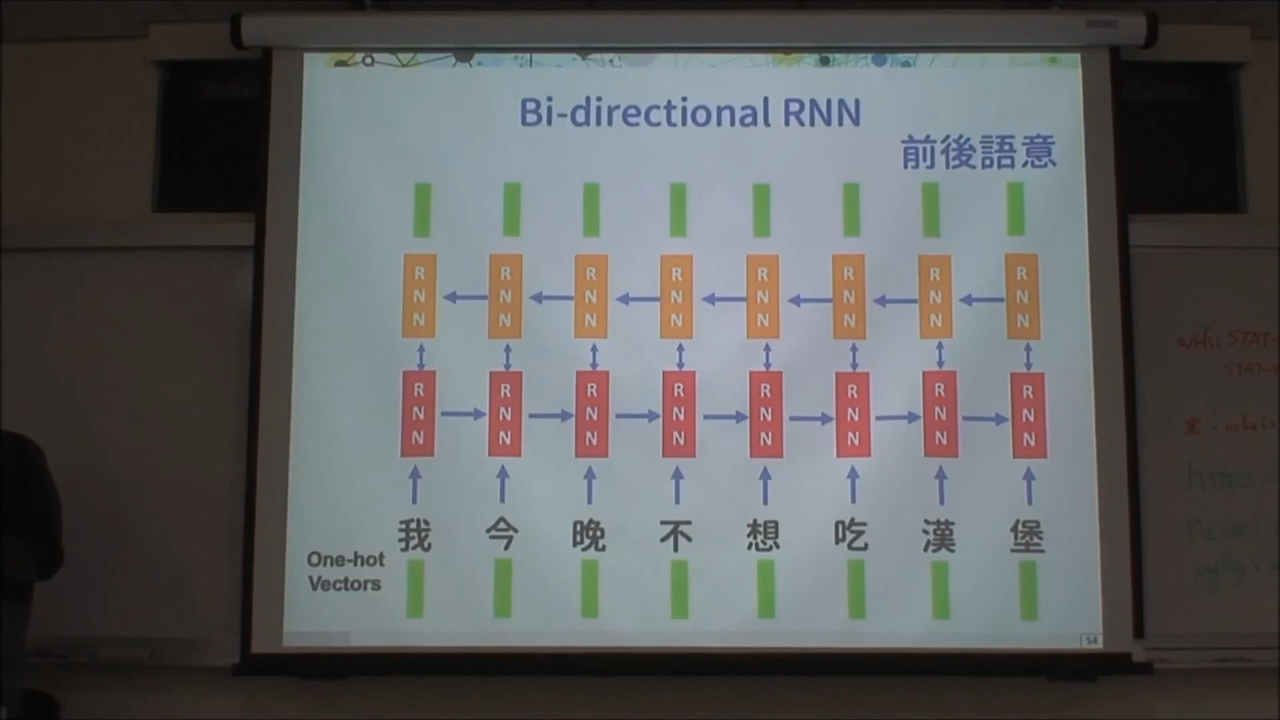 Bi-directional RNN
前後語意
RNN RNN RNN RNN RNN RNN RNN RNN
RNN RNN RNN RNN RNN RNN RNN RNN
我 今 晚 不 想 吃 漢 堡
One-hot
Vectors
54